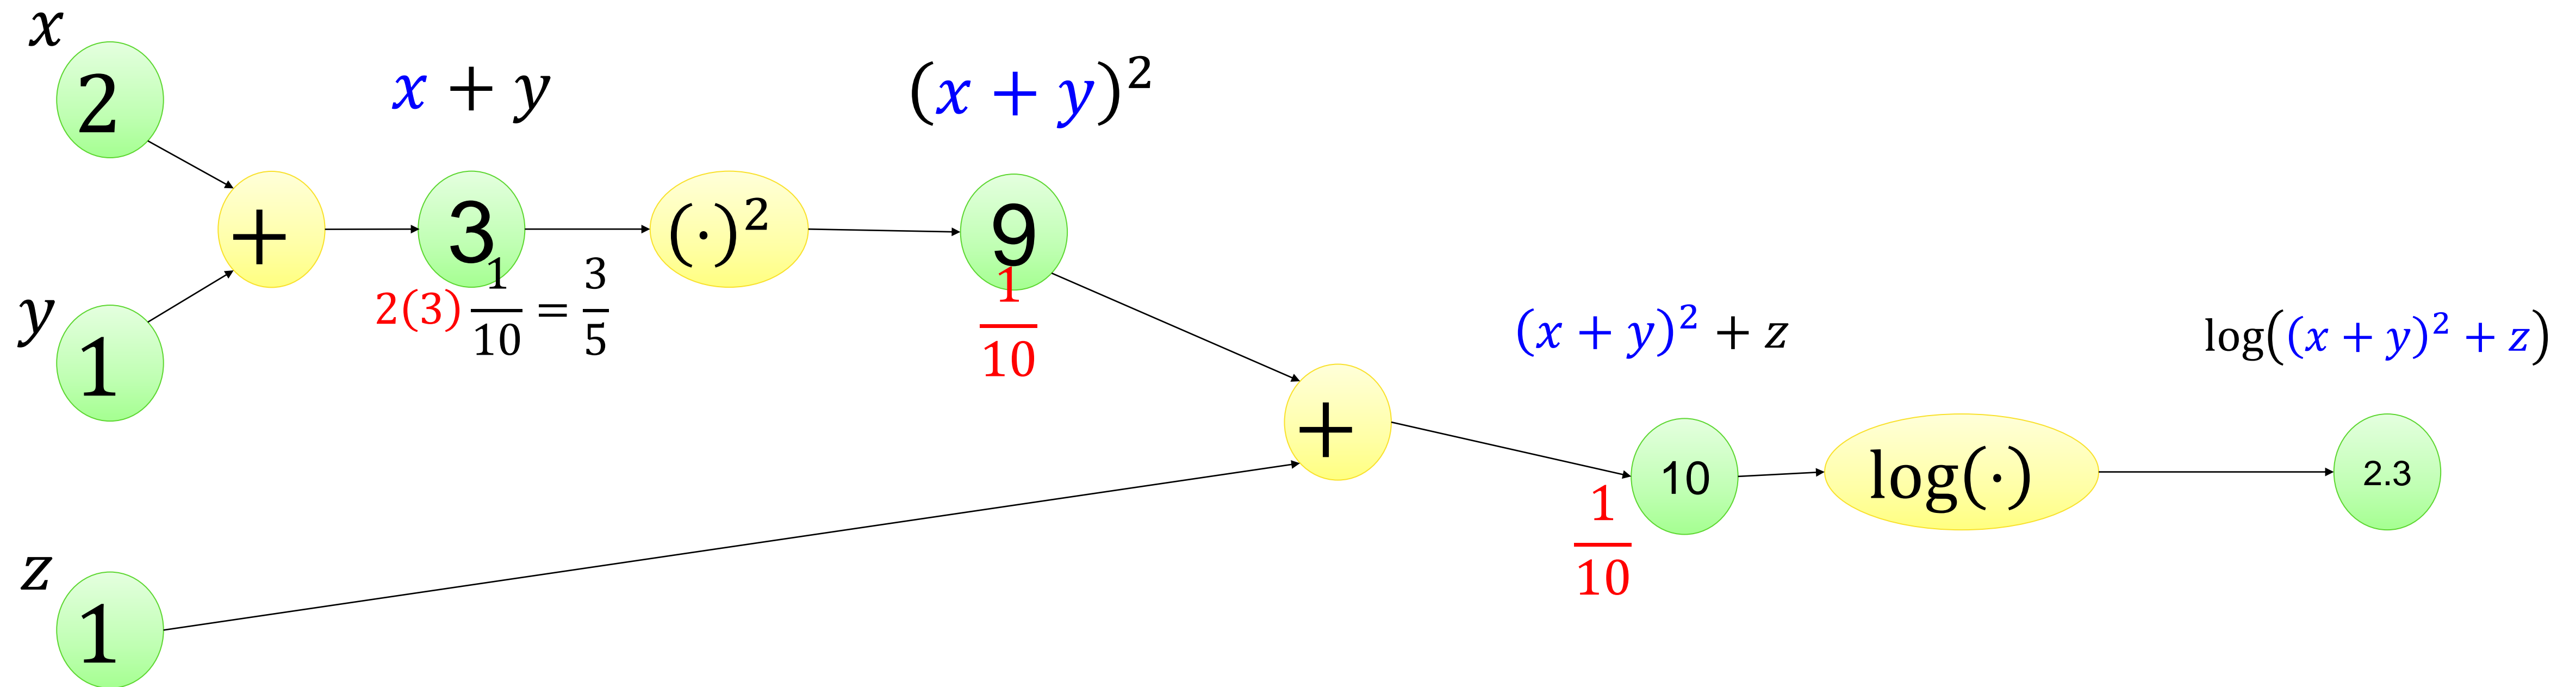 x
2
x + y
(x + y)²
+
3
(·)²
9
2(3) 1/10 = 3/5
1/10
y
1
(x + y)² + z
log((x + y)² + z)
+
10
log(·)
2.3
1/10
z
1